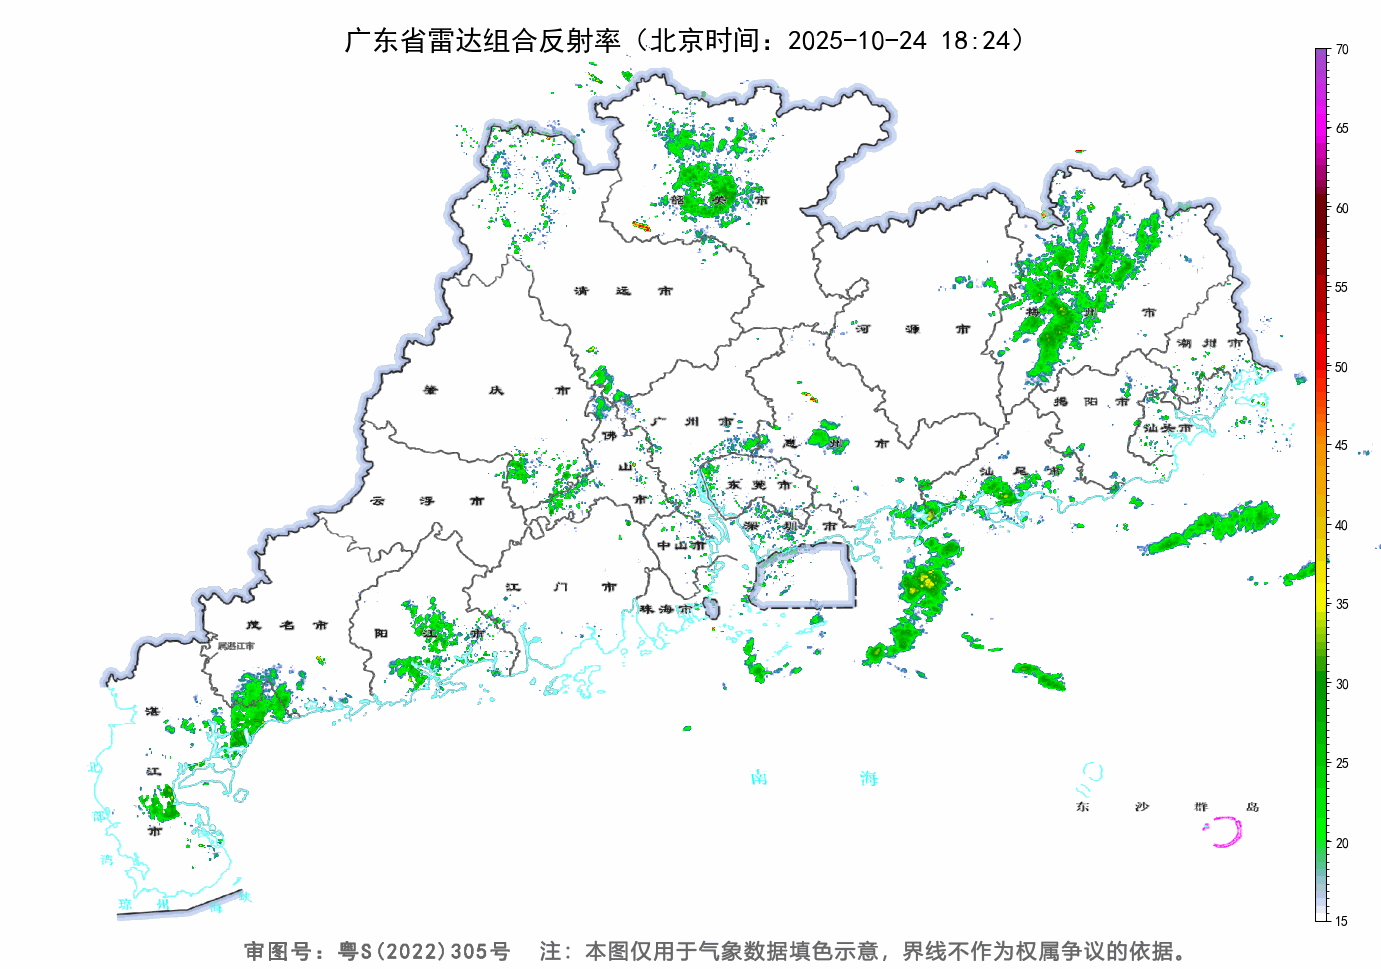 广东省雷达组合反射率（北京时间：2025-10-24 18:24）
70
65
60
55
50
45
40
35
30
25
20
15
韶 关 市
清 远 市
河 源 市
梅 州 市
潮 州 市
肇 庆 市
广 州 市
佛 山 市
惠 州 市
揭 阳 市
汕头市
汕 尾 市
云 浮 市
东 莞 市
深 圳 市
中山市
江 门 市
珠海市
茂 名 市
阳 江 市
属湛江市
湛 江 市
北 部 湾
南 海
东 沙 群 岛
琼 州 海 峡
审图号：粤S(2022)305号 注：本图仅用于气象数据填色示意，界线不作为权属争议的依据。